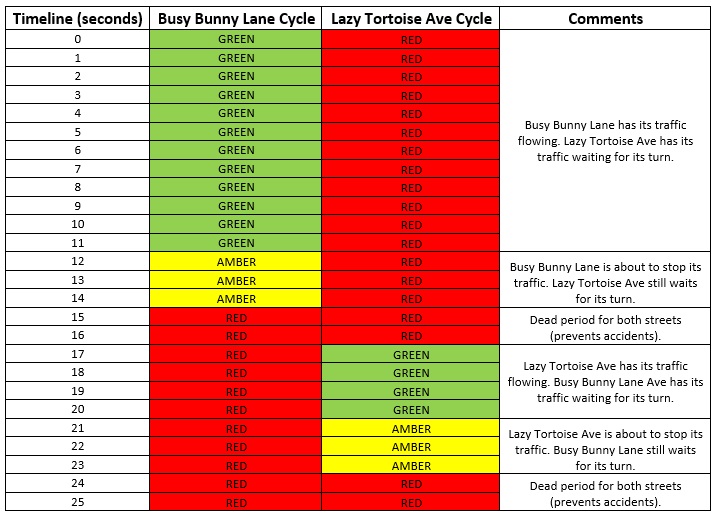 Timeline (seconds) Busy Bunny Lane Cycle Lazy Tortoise Ave Cycle Comments
0 GREEN RED
1 GREEN RED
2 GREEN RED
3 GREEN RED
4 GREEN RED
5 GREEN RED
6 GREEN RED
7 GREEN RED
8 GREEN RED
9 GREEN RED
10 GREEN RED
11 GREEN RED
Busy Bunny Lane has its traffic
flowing. Lazy Tortoise Ave has its
traffic waiting for its turn.
12 AMBER RED
13 AMBER RED
14 AMBER RED
Busy Bunny Lane is about to stop its
traffic. Lazy Tortoise Ave still waits
for its turn.
15 RED RED
16 RED RED
Dead period for both streets
(prevents accidents).
17 RED GREEN
18 RED GREEN
19 RED GREEN
20 RED GREEN
Lazy Tortoise Ave has its traffic
flowing. Busy Bunny Lane Ave has its
traffic waiting for its turn.
21 RED AMBER
22 RED AMBER
23 RED AMBER
Lazy Tortoise Ave is about to stop its
traffic. Busy Bunny Lane still waits
for its turn.
24 RED RED
25 RED RED
Dead period for both streets
(prevents accidents).